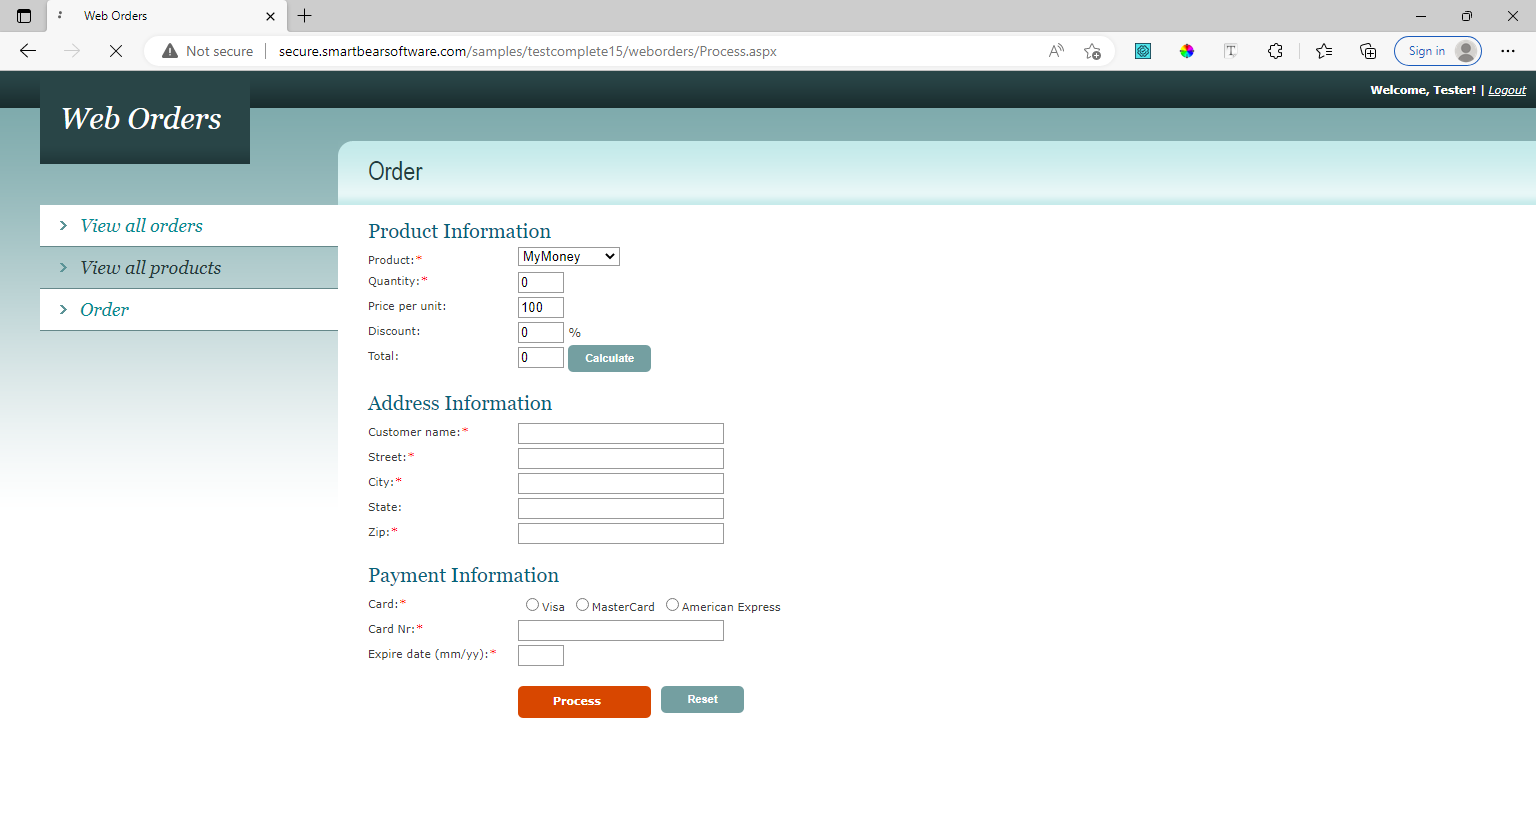 Web Orders
Not secure secure.smartbearsoftware.com/samples/testcomplete15/weborders/Process.aspx
Sign in
Welcome, Tester! | Logout
Web Orders
Order
View all orders
View all products
Order
Product Information
Product:* MyMoney
Quantity:* 0
Price per unit: 100
Discount: 0 %
Total: 0 Calculate
Address Information
Customer name:*
Street:*
City:*
State:
Zip:*
Payment Information
Card:* Visa MasterCard American Express
Card Nr:*
Expire date (mm/yy):*
Process Reset